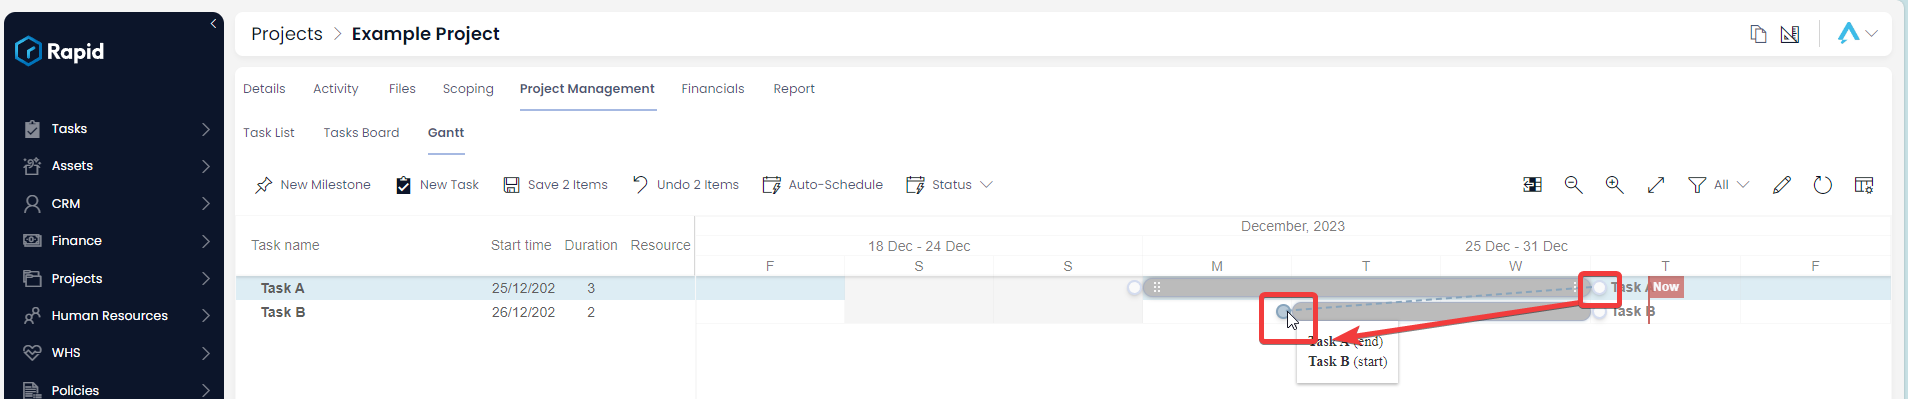 Rapid
Tasks
Assets
CRM
Finance
Projects
Human Resources
WHS
Policies
Projects > Example Project
Details Activity Files Scoping Project Management Financials Report
Task List Tasks Board Gantt
New Milestone New Task Save 2 Items Undo 2 Items Auto-Schedule Status All
December, 2023
Task name Start time Duration Resource 18 Dec - 24 Dec 25 Dec - 31 Dec
F S S M T W T F
Task A 25/12/202 3 Task A Now
Task B 26/12/202 2 Task B
Task A (end)
Task B (start)